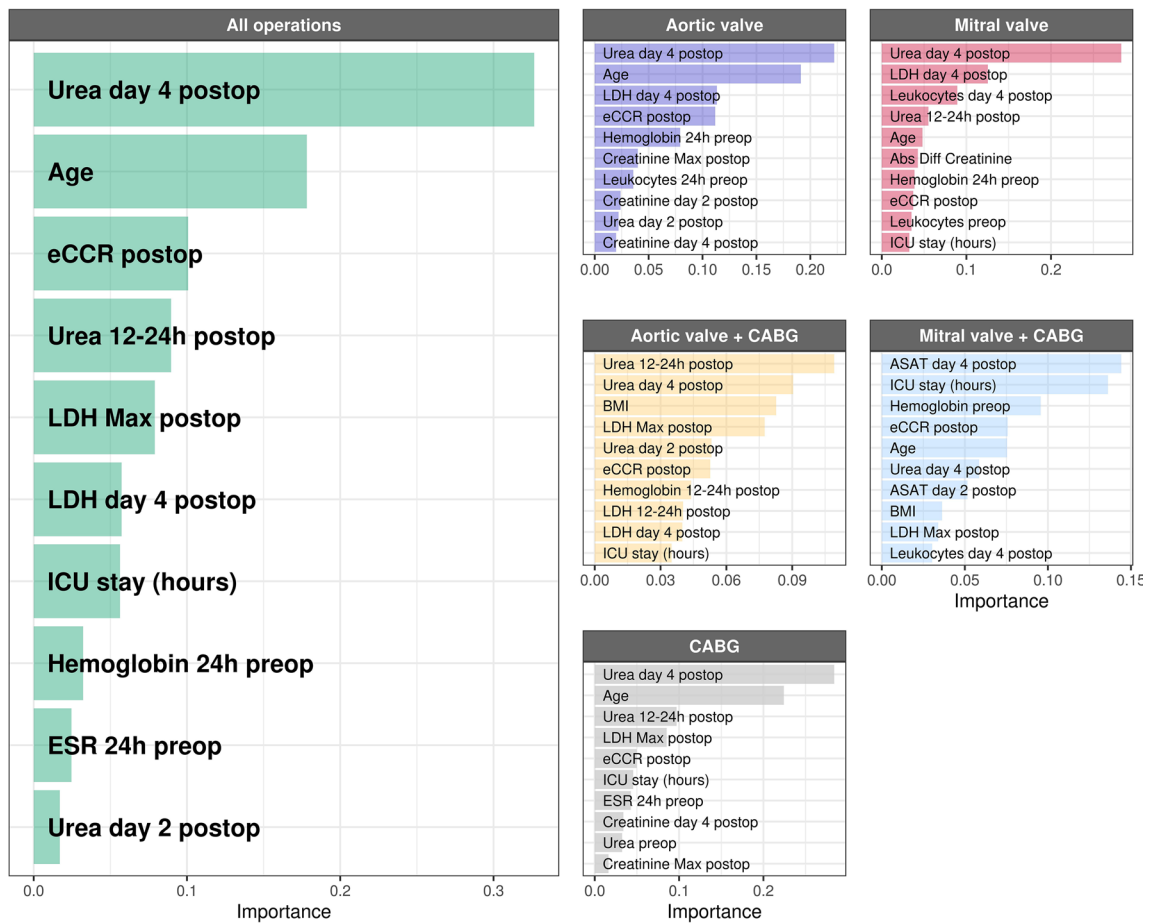 All operations
Urea day 4 postop
Age
eCCR postop
Urea 12-24h postop
LDH Max postop
LDH day 4 postop
ICU stay (hours)
Hemoglobin 24h preop
ESR 24h preop
Urea day 2 postop
0.0 0.1 0.2 0.3
Importance
Aortic valve
Urea day 4 postop
Age
LDH day 4 postop
eCCR postop
Hemoglobin 24h preop
Creatinine Max postop
Leukocytes 24h preop
Creatinine day 2 postop
Urea day 2 postop
Creatinine day 4 postop
0.00 0.05 0.10 0.15 0.20
Mitral valve
Urea day 4 postop
LDH day 4 postop
Leukocytes day 4 postop
Urea 12-24h postop
Age
Abs Diff Creatinine
Hemoglobin 24h preop
eCCR postop
Leukocytes preop
ICU stay (hours)
0.0 0.1 0.2
Aortic valve + CABG
Urea 12-24h postop
Urea day 4 postop
BMI
LDH Max postop
Urea day 2 postop
eCCR postop
Hemoglobin 12-24h postop
LDH 12-24h postop
LDH day 4 postop
ICU stay (hours)
0.00 0.03 0.06 0.09
Mitral valve + CABG
ASAT day 4 postop
ICU stay (hours)
Hemoglobin preop
eCCR postop
Age
Urea day 4 postop
ASAT day 2 postop
BMI
LDH Max postop
Leukocytes day 4 postop
0.00 0.05 0.10 0.15
Importance
CABG
Urea day 4 postop
Age
Urea 12-24h postop
LDH Max postop
eCCR postop
ICU stay (hours)
ESR 24h preop
Creatinine day 4 postop
Urea preop
Creatinine Max postop
0.0 0.1 0.2
Importance